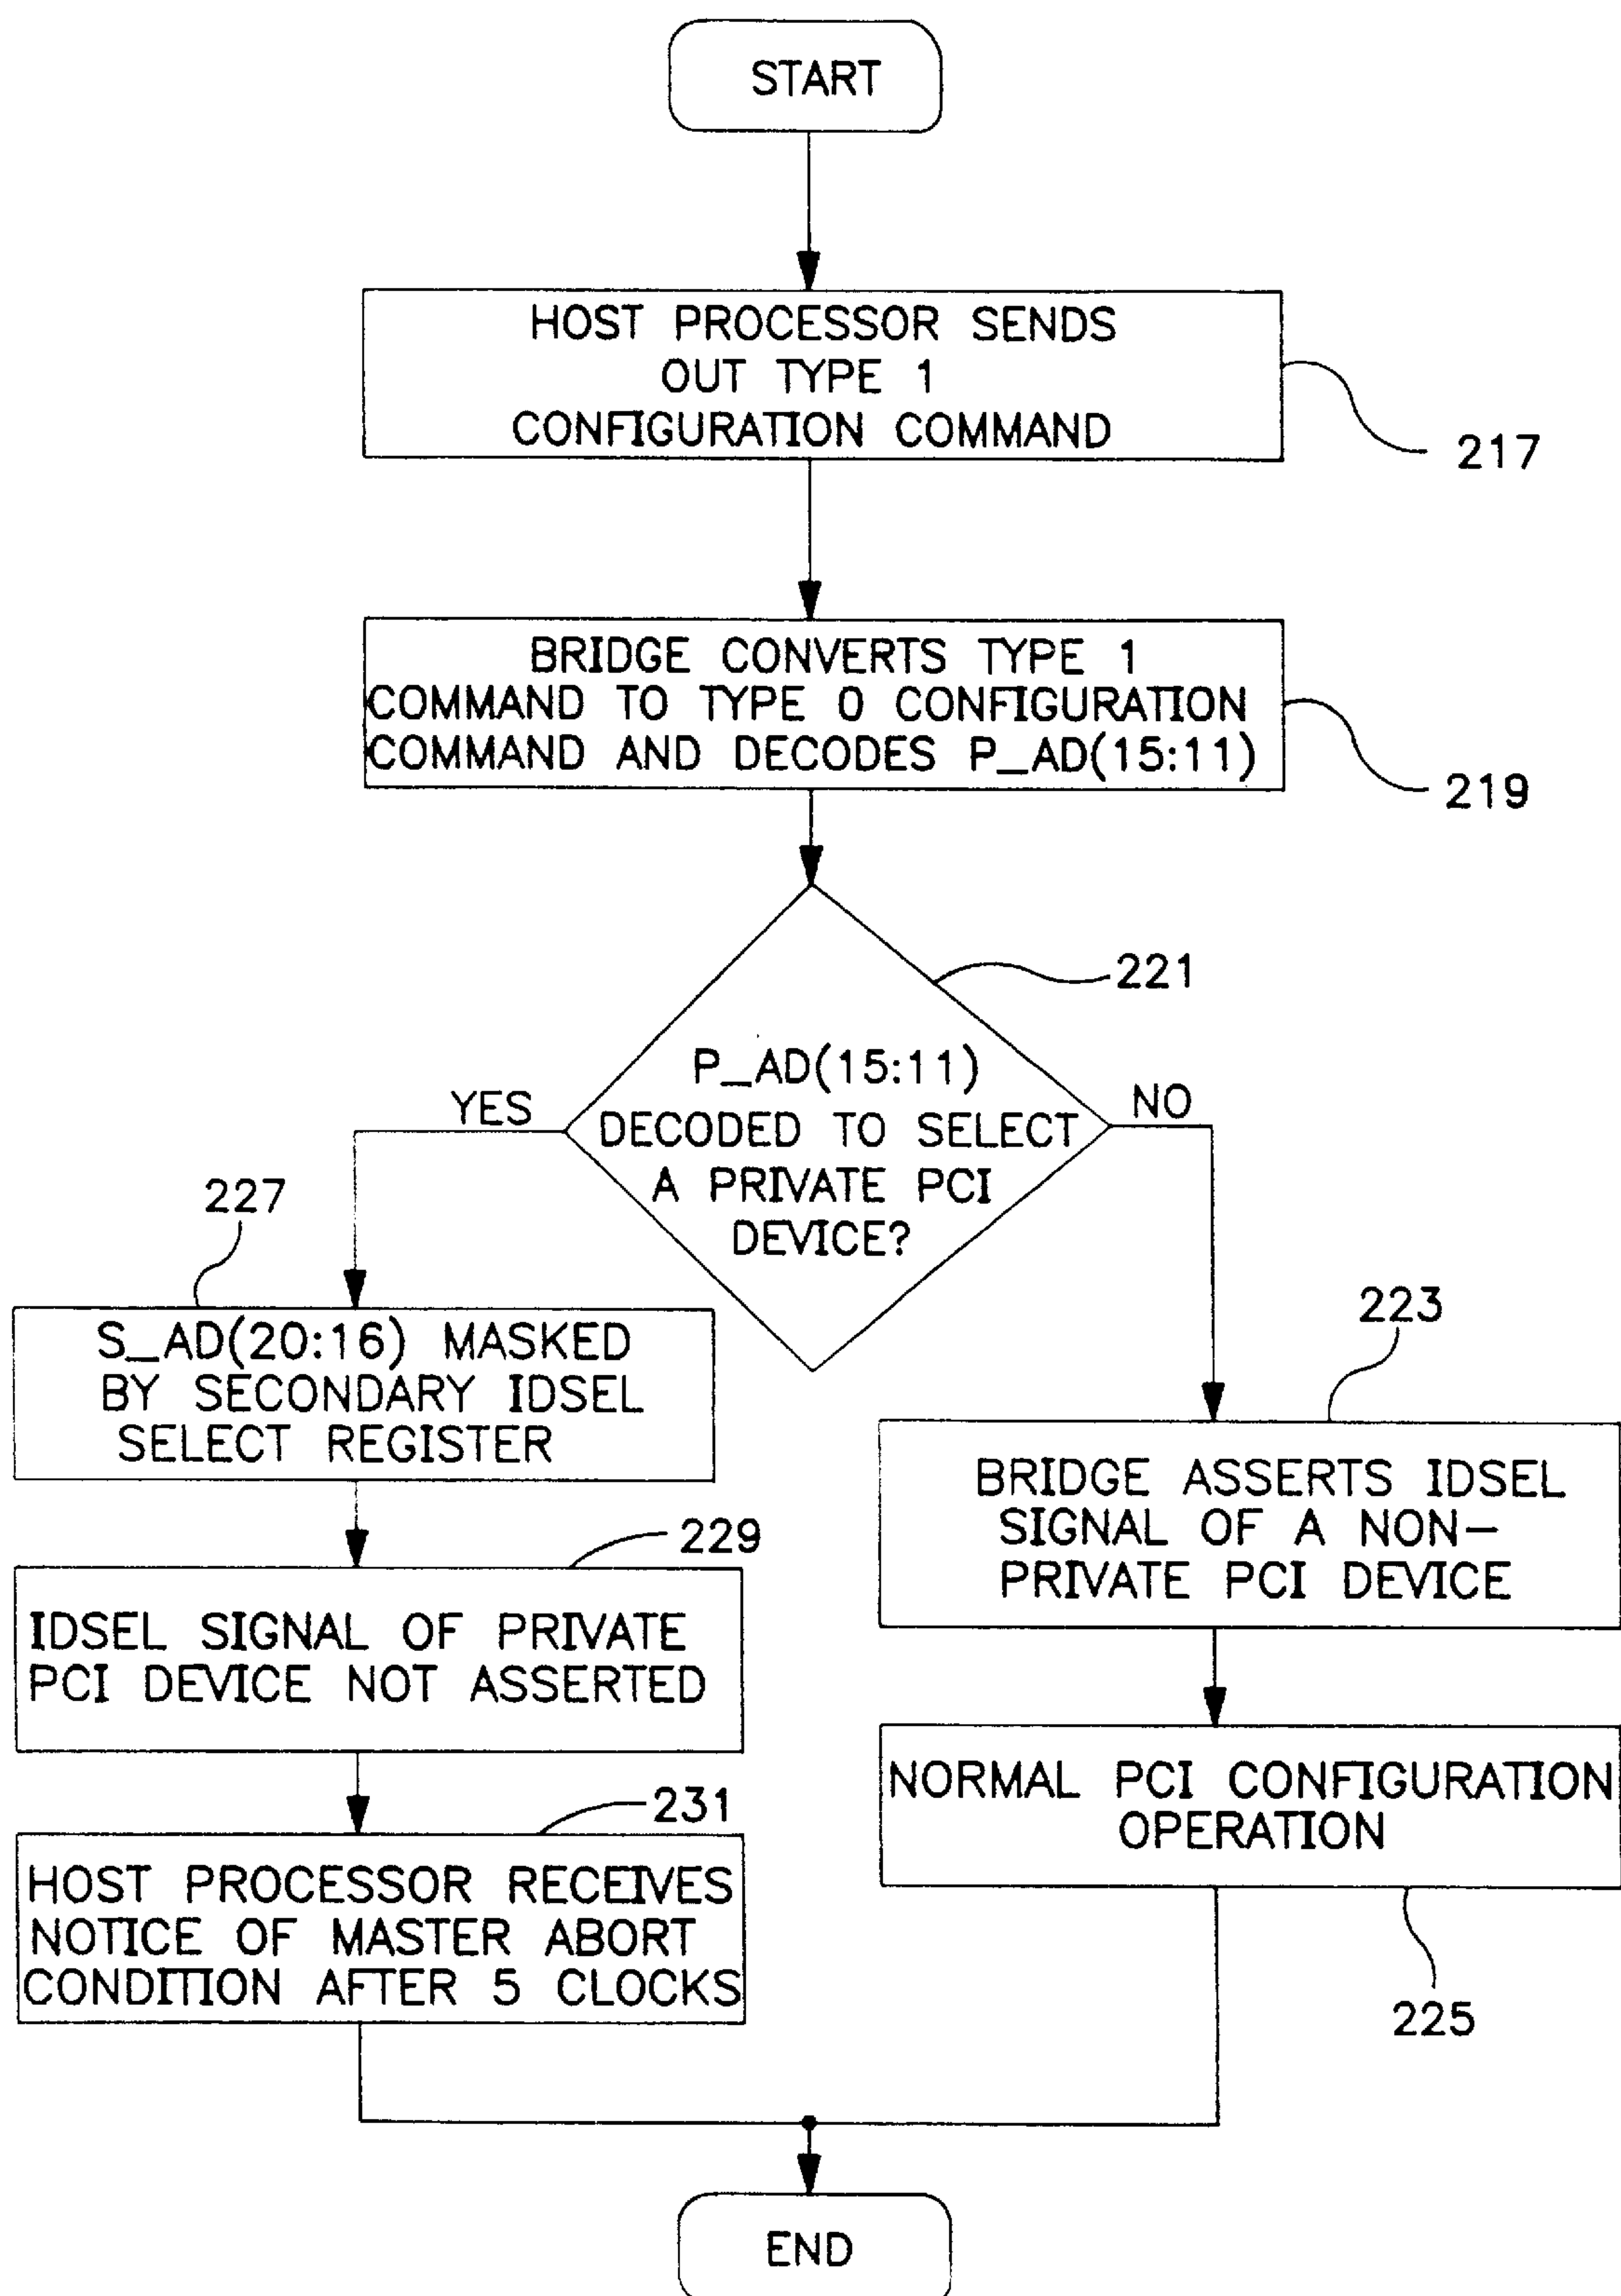 START
HOST PROCESSOR SENDS
OUT TYPE 1
CONFIGURATION COMMAND
217
BRIDGE CONVERTS TYPE 1
COMMAND TO TYPE 0 CONFIGURATION
COMMAND AND DECODES P_AD(15:11)
219
221
P_AD(15:11)
DECODED TO SELECT
A PRIVATE PCI
DEVICE?
YES
NO
227
S_AD(20:16) MASKED
BY SECONDARY IDSEL
SELECT REGISTER
229
IDSEL SIGNAL OF PRIVATE
PCI DEVICE NOT ASSERTED
231
HOST PROCESSOR RECEIVES
NOTICE OF MASTER ABORT
CONDITION AFTER 5 CLOCKS
223
BRIDGE ASSERTS IDSEL
SIGNAL OF A NON-
PRIVATE PCI DEVICE
NORMAL PCI CONFIGURATION
OPERATION
225
END